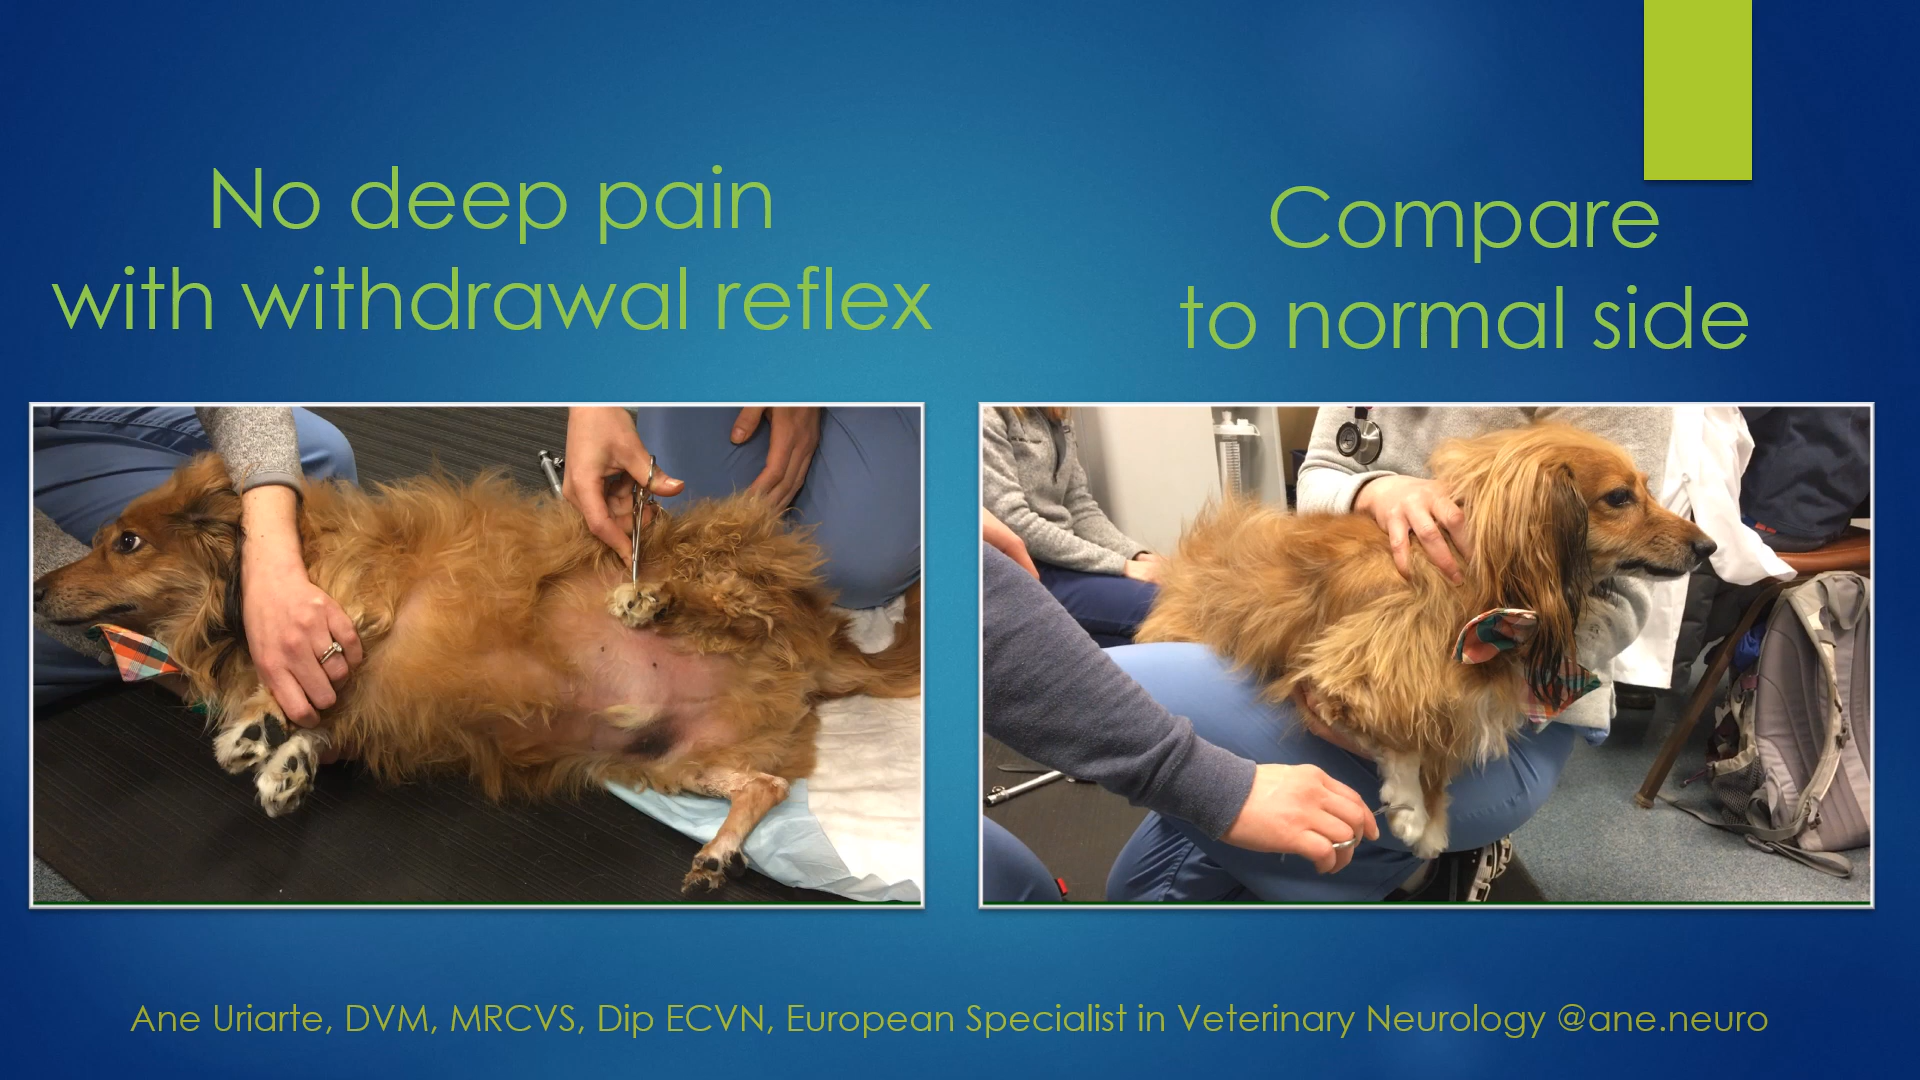 No deep pain
with withdrawal reflex
Compare
to normal side
Ane Uriarte, DVM, MRCVS, Dip ECVN, European Specialist in Veterinary Neurology @ane.neuro